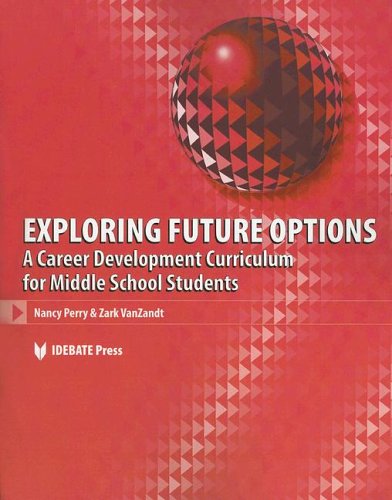 EXPLORING FUTURE OPTIONS
A Career Development Curriculum
for Middle School Students
Nancy Perry & Zark VanZandt
IDEBATE Press